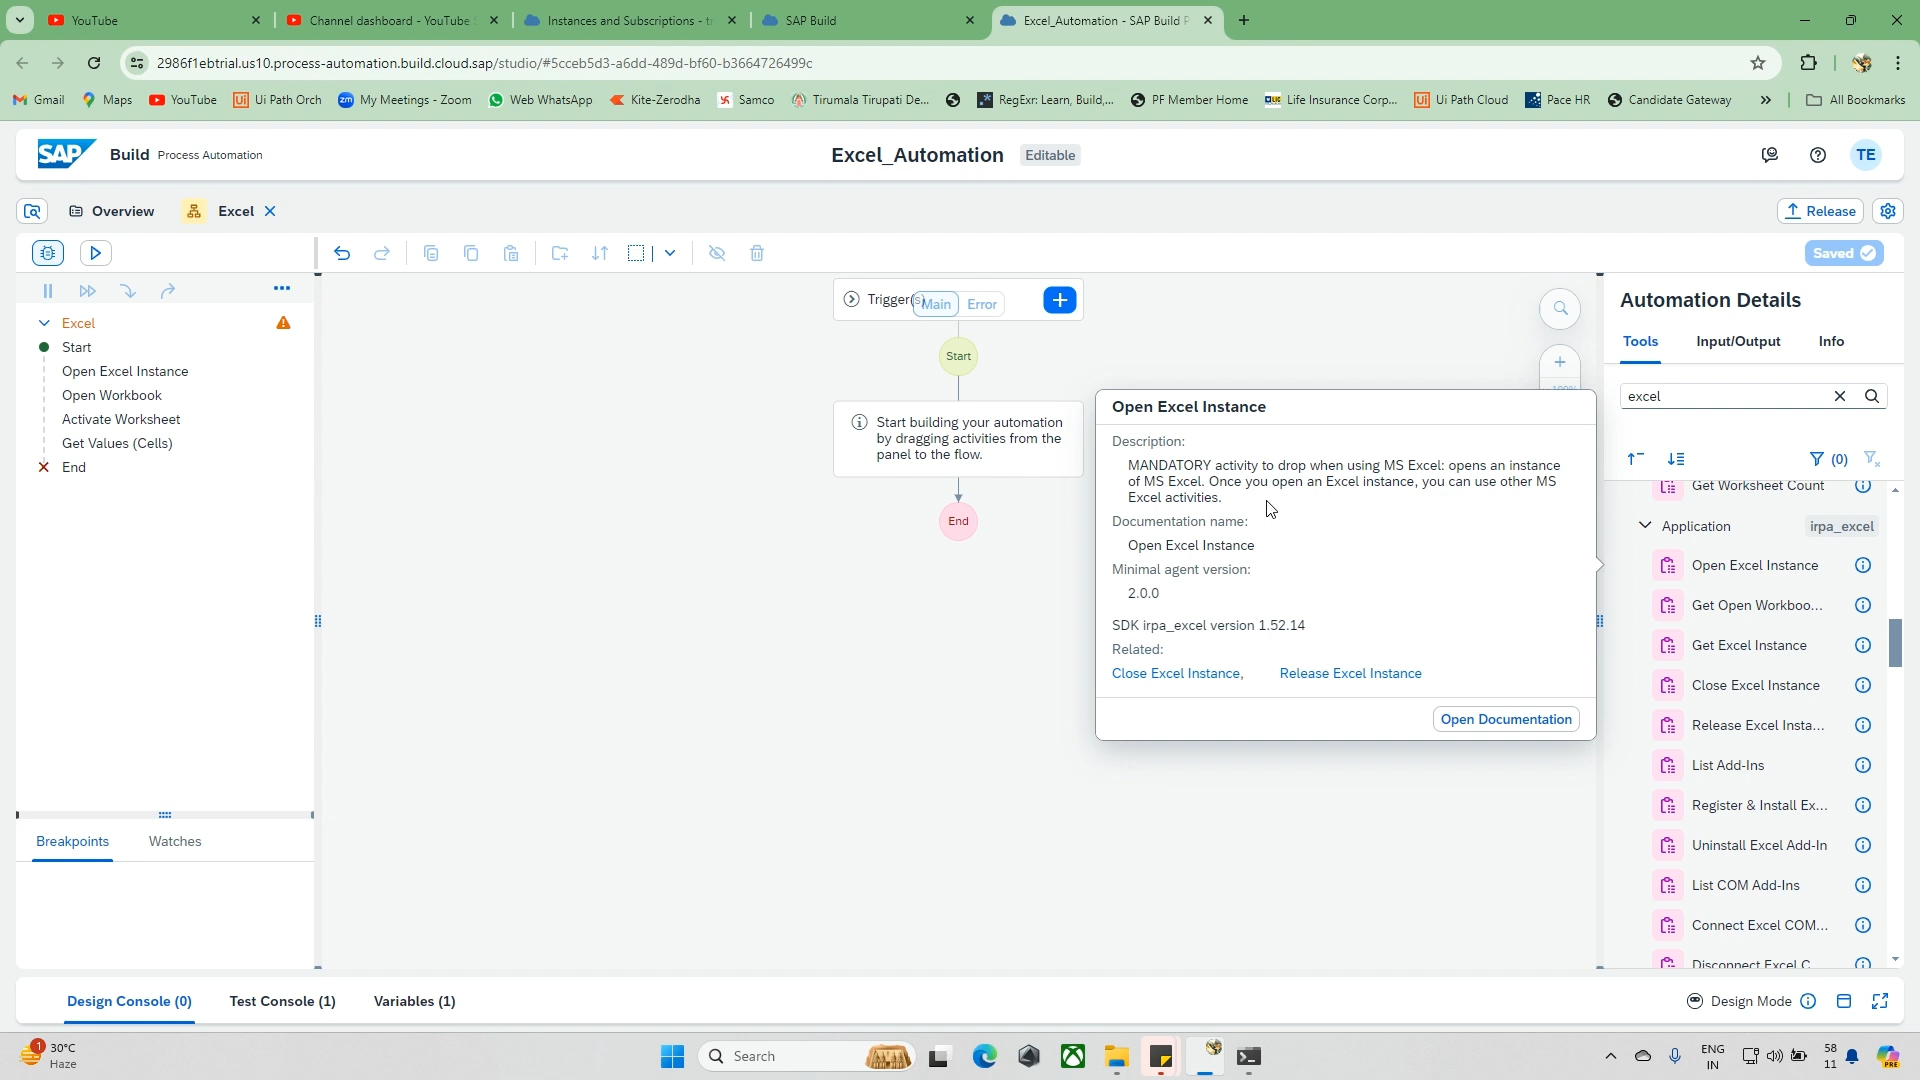 YouTube
Channel dashboard - YouTube S
Instances and Subscriptions - tr
SAP Build
Excel_Automation - SAP Build P
2986f1ebtrial.us10.process-automation.build.cloud.sap/studio/#5cceb5d3-a6dd-489d-bf60-b3664726499c
Gmail
Maps
YouTube
Ui Path Orch
My Meetings - Zoom
Web WhatsApp
Kite-Zerodha
Samco
Tirumala Tirupati De...
RegExr: Learn, Build,...
PF Member Home
Life Insurance Corp...
Ui Path Cloud
Pace HR
Candidate Gateway
All Bookmarks
SAP Build Process Automation
Excel_Automation Editable
TE
Overview
Excel
Release
Saved
Excel
Start
Open Excel Instance
Open Workbook
Activate Worksheet
Get Values (Cells)
End
Trigger(s)
Main Error
Start
Start building your automation
by dragging activities from the
panel to the flow.
End
100%
Open Excel Instance
Description:
MANDATORY activity to drop when using MS Excel: opens an instance
of MS Excel. Once you open an Excel instance, you can use other MS
Excel activities.
Documentation name:
Open Excel Instance
Minimal agent version:
2.0.0
SDK irpa_excel version 1.52.14
Related:
Close Excel Instance, Release Excel Instance
Open Documentation
Automation Details
Tools Input/Output Info
excel
(0)
Get Worksheet Count
Application irpa_excel
Open Excel Instance
Get Open Workboo...
Get Excel Instance
Close Excel Instance
Release Excel Insta...
List Add-Ins
Register & Install Ex...
Uninstall Excel Add-In
List COM Add-Ins
Connect Excel COM...
Disconnect Excel C...
Breakpoints Watches
Design Console (0) Test Console (1) Variables (1)
Design Mode
1
30°C
Haze
Search
ENG
IN
58
11
PRE